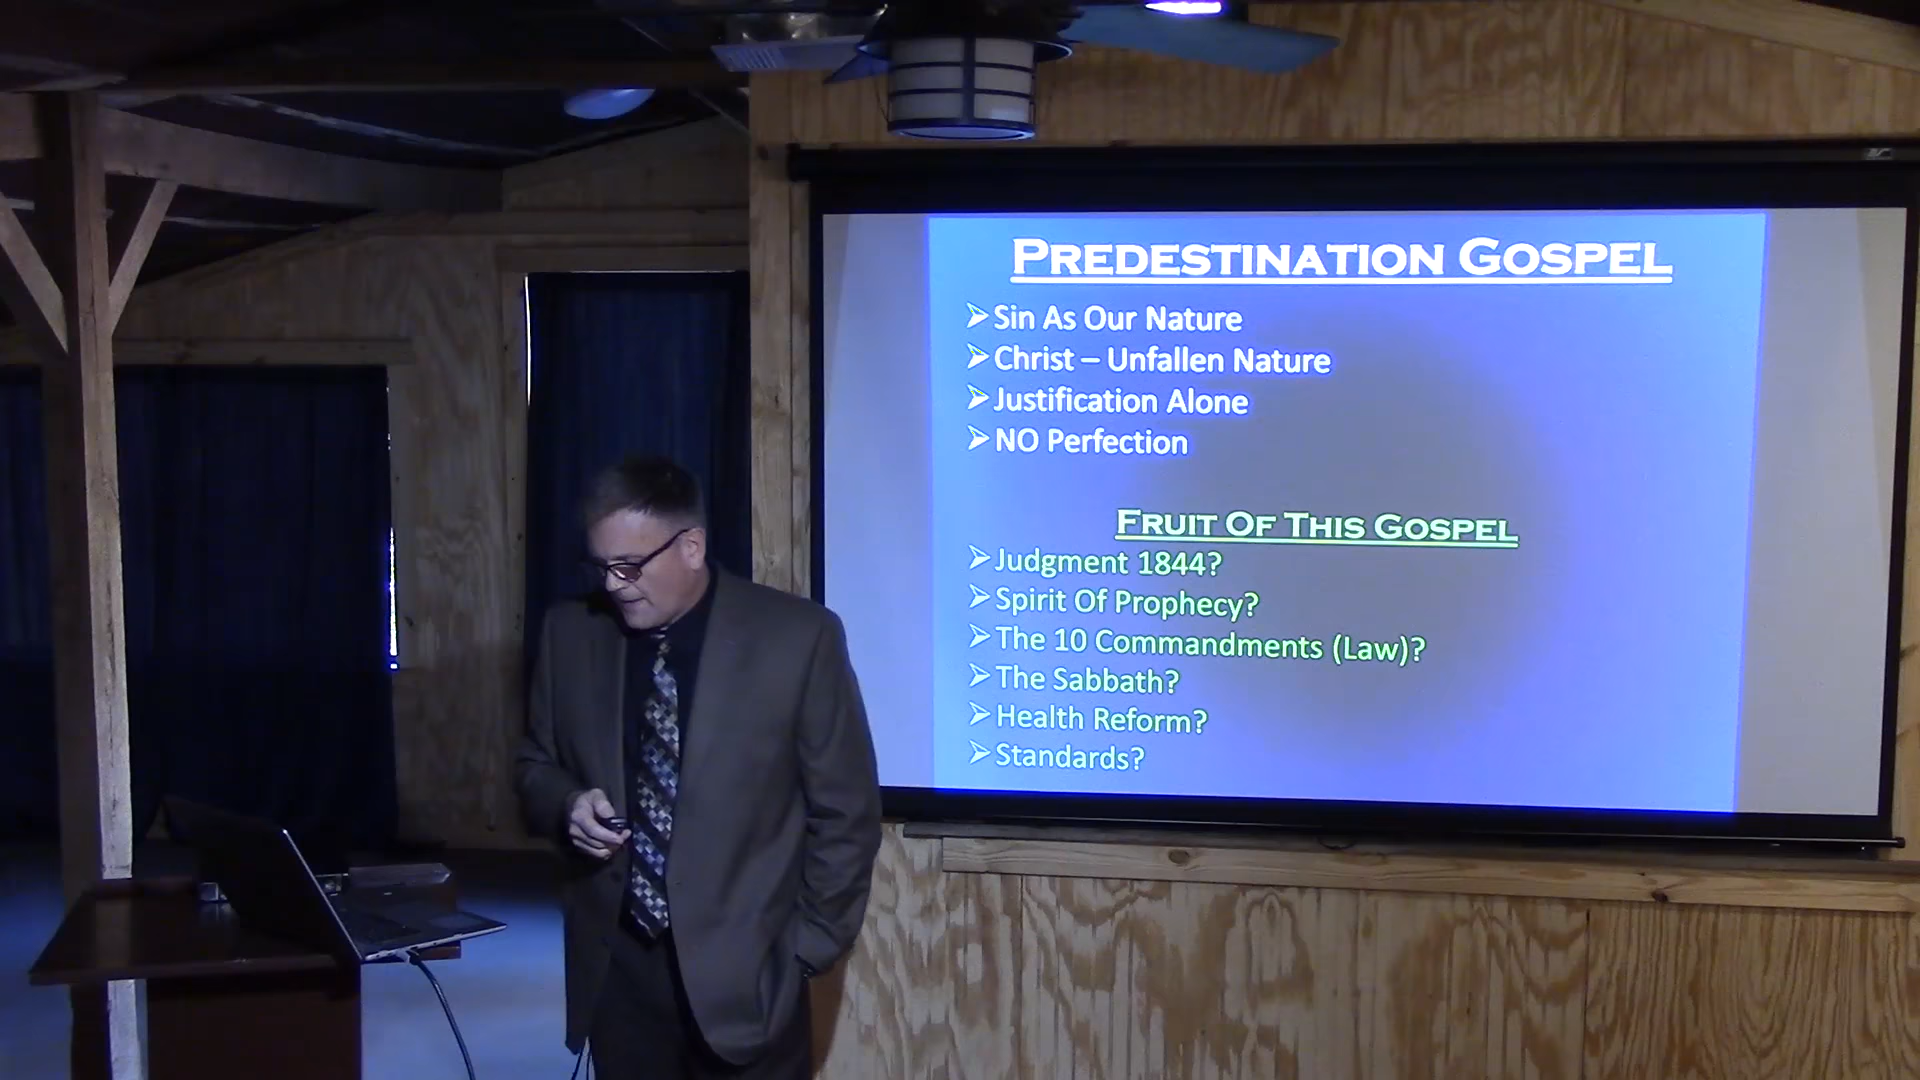 PREDESTINATION GOSPEL
➢Sin As Our Nature
➢Christ – Unfallen Nature
➢Justification Alone
➢NO Perfection
FRUIT OF THIS GOSPEL
➢Judgment 1844?
➢Spirit Of Prophecy?
➢The 10 Commandments (Law)?
➢The Sabbath?
➢Health Reform?
➢Standards?